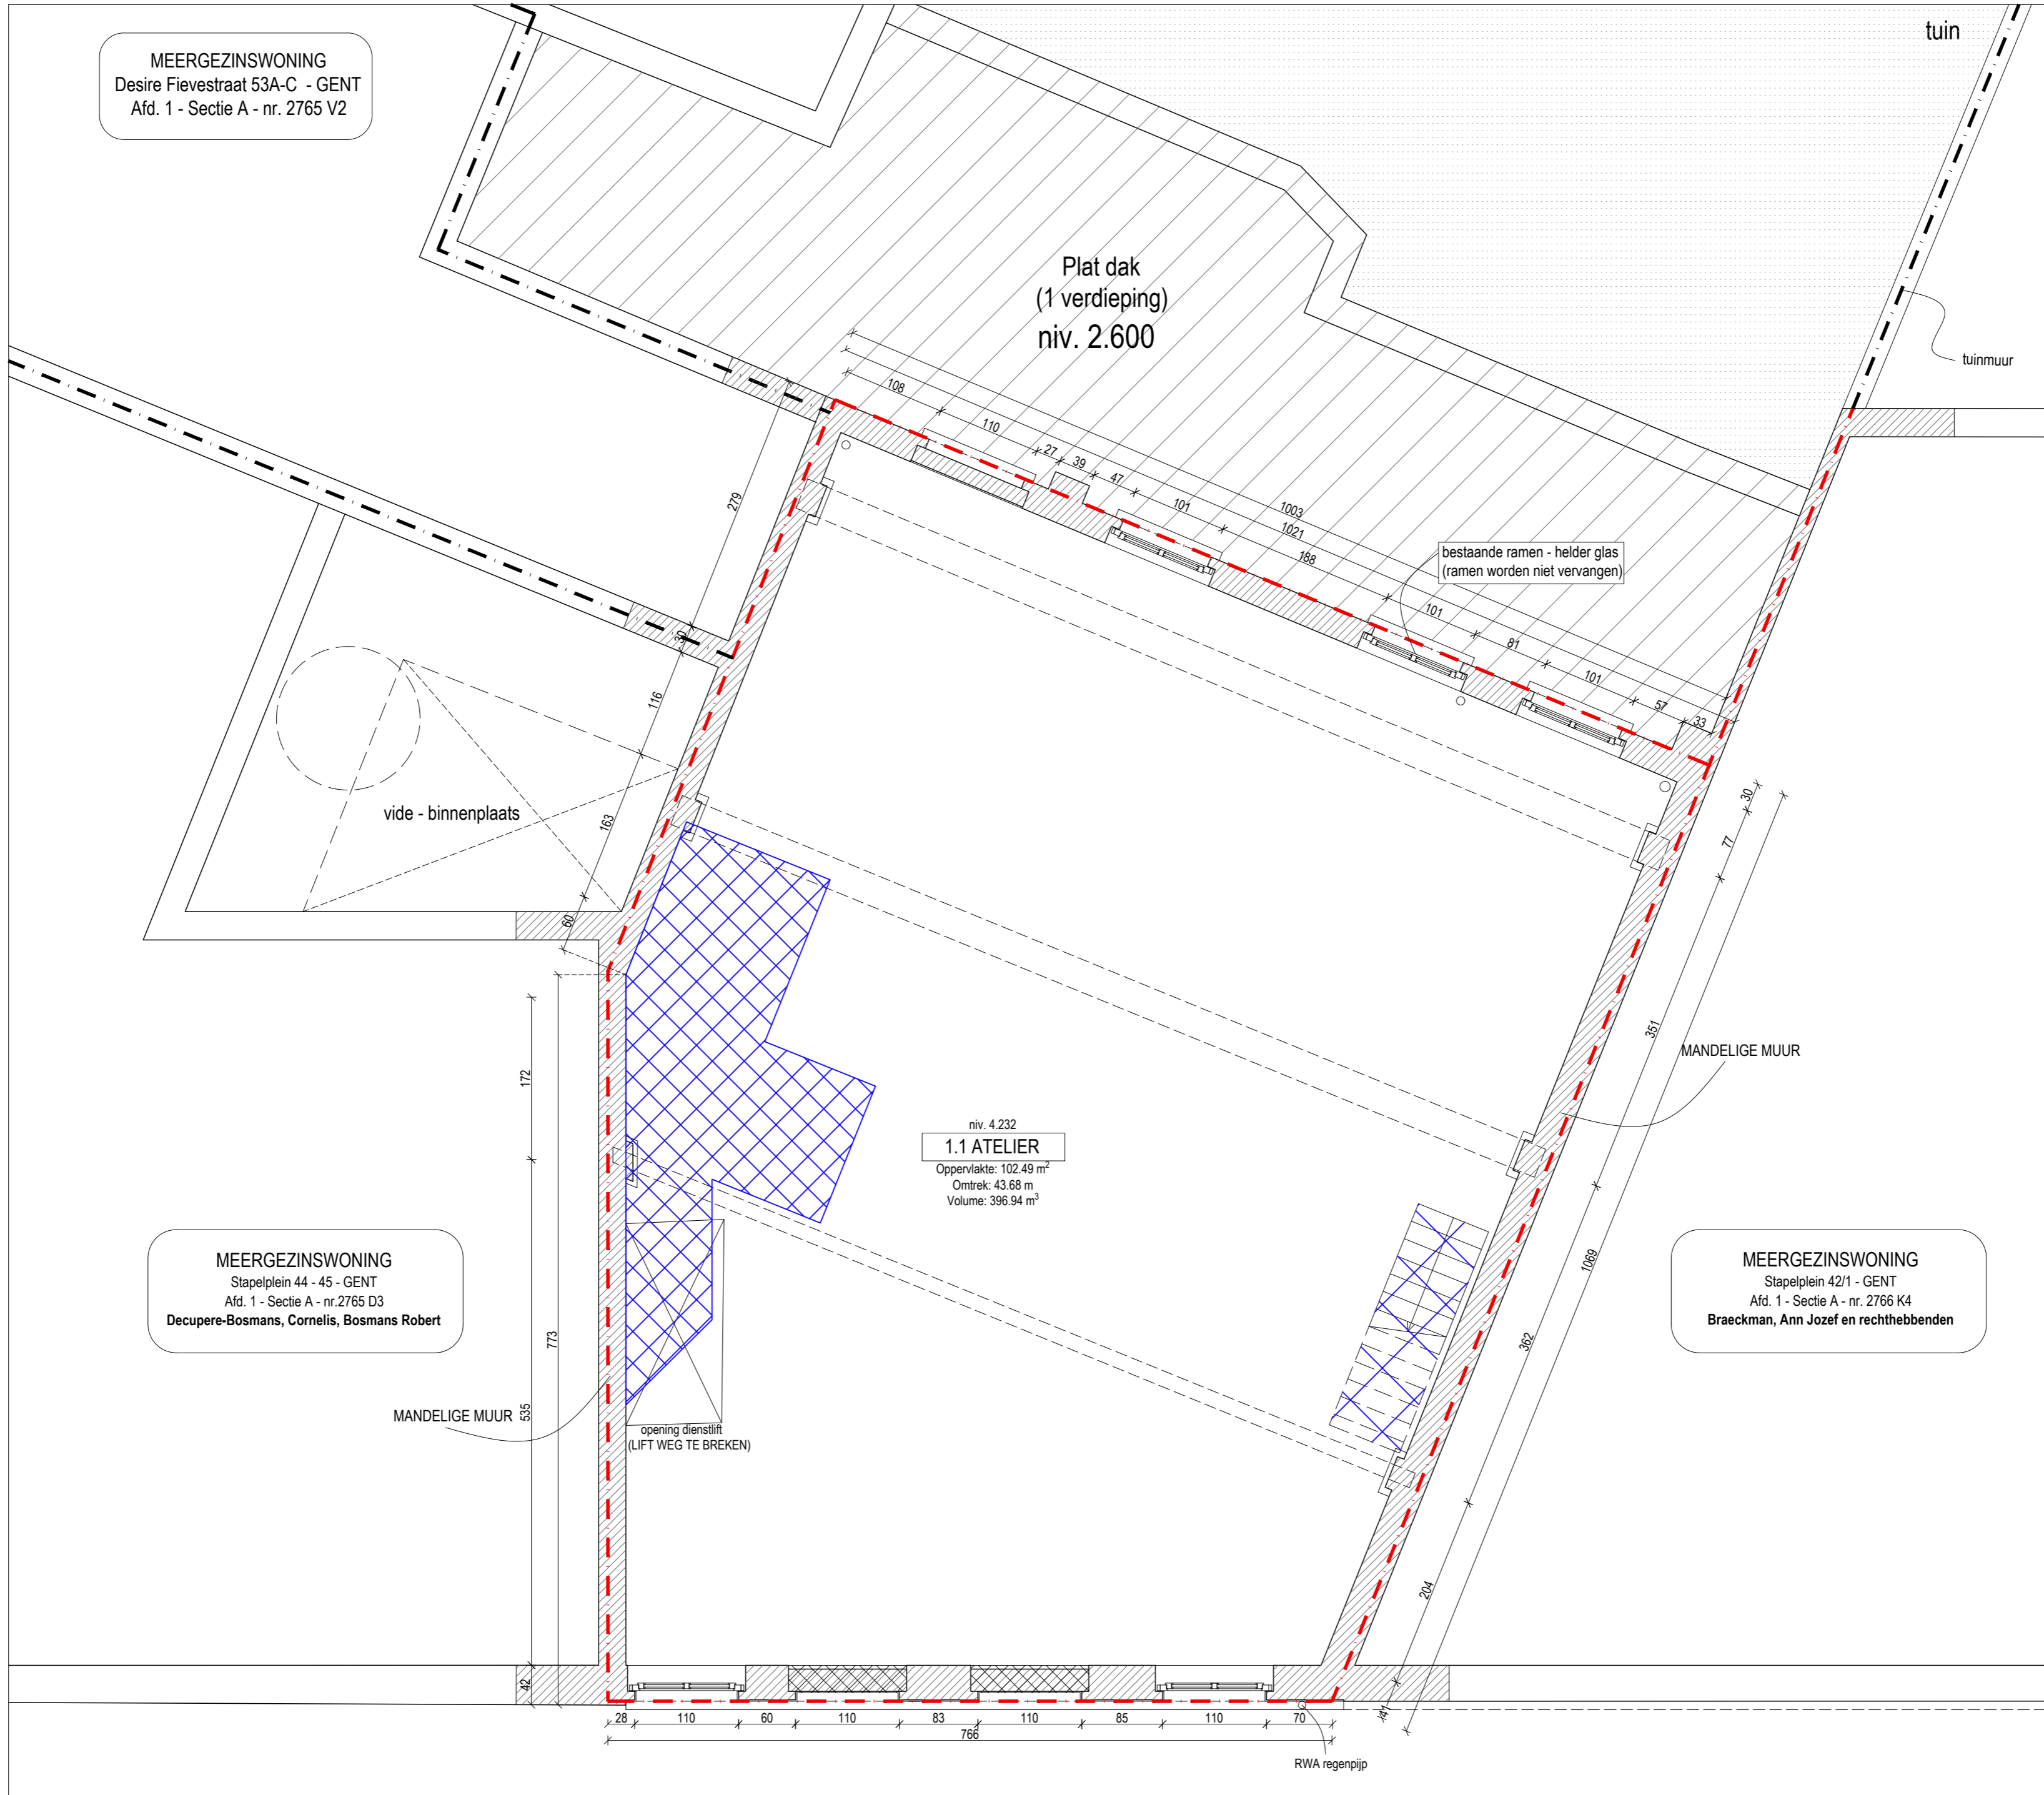 MEERGEZINSWONING
Desire Fievestraat 53A-C - GENT
Afd. 1 - Sectie A - nr. 2765 V2
tuin
Plat dak
(1 verdieping)
niv. 2.600
tuinmuur
108
110
27
39
47
101
188
101
81
101
57
33
1003
1021
bestaande ramen - helder glas
(ramen worden niet vervangen)
279
30
116
163
60
vide - binnenplaats
30
77
351
362
204
41
1069
MANDELIGE MUUR
niv. 4.232
1.1 ATELIER
Oppervlakte: 102.49 m²
Omtrek: 43.68 m
Volume: 396.94 m³
172
773
535
42
MEERGEZINSWONING
Stapelplein 44 - 45 - GENT
Afd. 1 - Sectie A - nr.2765 D3
Decupere-Bosmans, Cornelis, Bosmans Robert
MEERGEZINSWONING
Stapelplein 42/1 - GENT
Afd. 1 - Sectie A - nr. 2766 K4
Braeckman, Ann Jozef en rechthebbenden
MANDELIGE MUUR
opening dienstlift
(LIFT WEG TE BREKEN)
28 110 60 110 83 110 85 110 70
766
RWA regenpijp